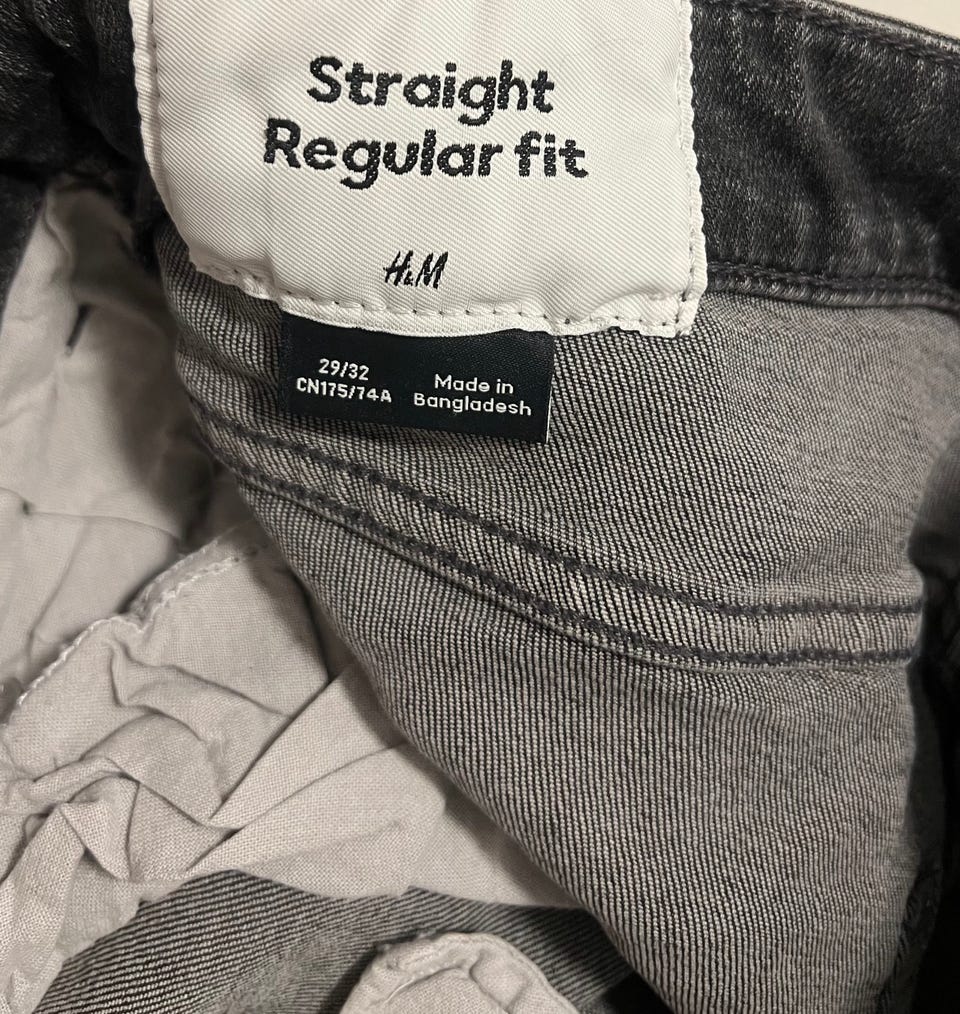 Straight
Regular fit
H&M
29/32
CN175/74A
Made in
Bangladesh